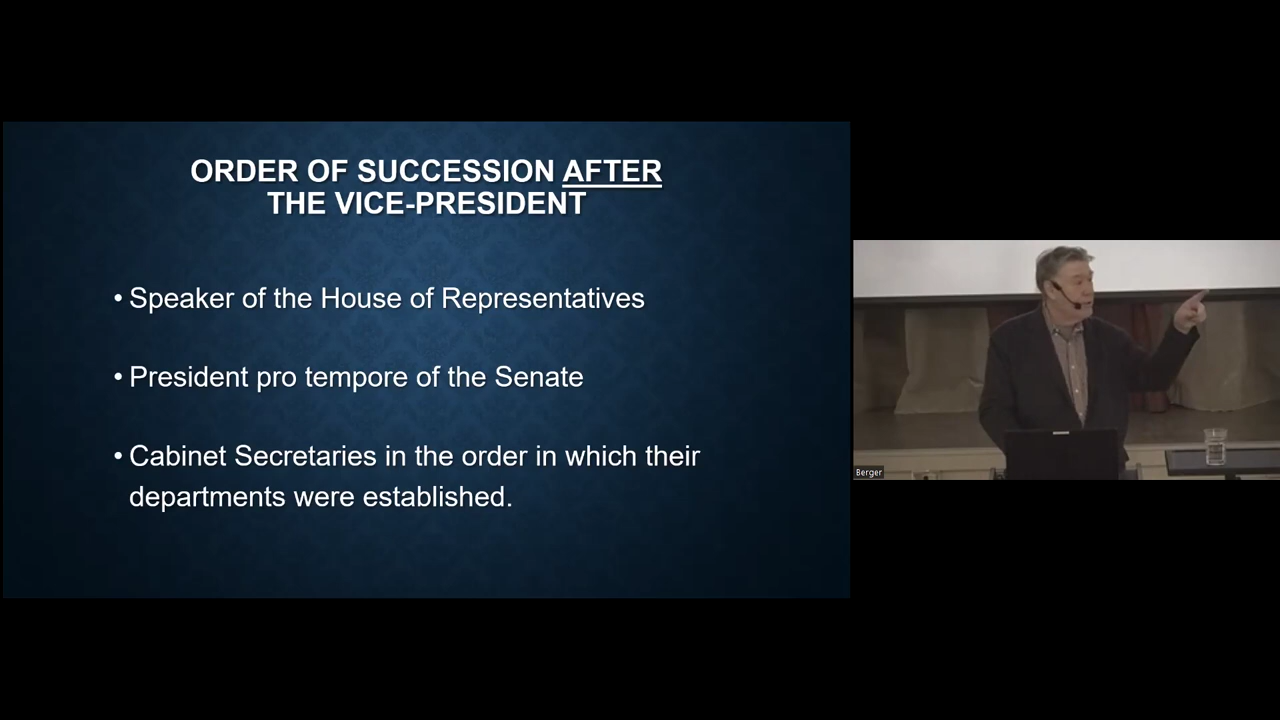 ORDER OF SUCCESSION AFTER
THE VICE-PRESIDENT
• Speaker of the House of Representatives
• President pro tempore of the Senate
• Cabinet Secretaries in the order in which their
departments were established.
Berger